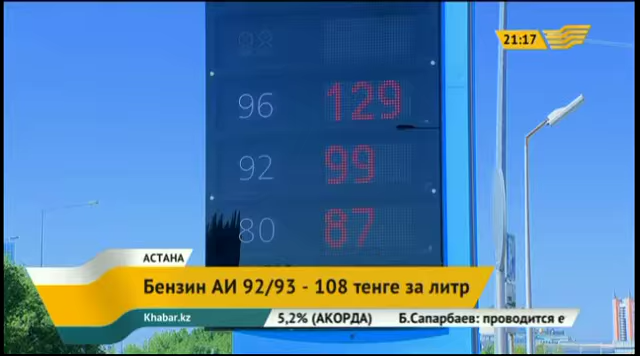 21:17
98
96 129
92 99
80 87
АСТАНА
Бензин АИ 92/93 - 108 тенге за литр
Khabar.kz 5,2% (АКОРДА) Б.Сапарбаев: проводится е